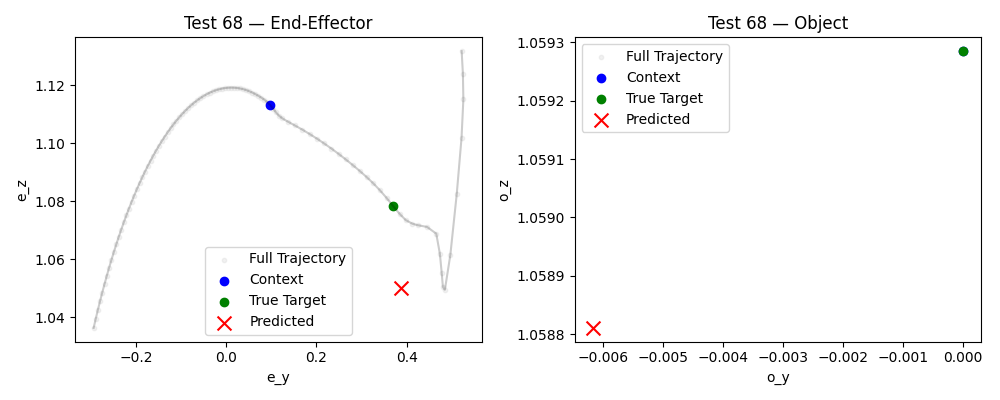 Test 68 — End-Effector
e_z
1.12
1.10
1.08
1.06
1.04
Full Trajectory
Context
True Target
Predicted
−0.2
0.0
0.2
0.4
e_y
Test 68 — Object
o_z
1.0593
1.0592
1.0591
1.0590
1.0589
1.0588
Full Trajectory
Context
True Target
Predicted
−0.006
−0.005
−0.004
−0.003
−0.002
−0.001
0.000
o_y